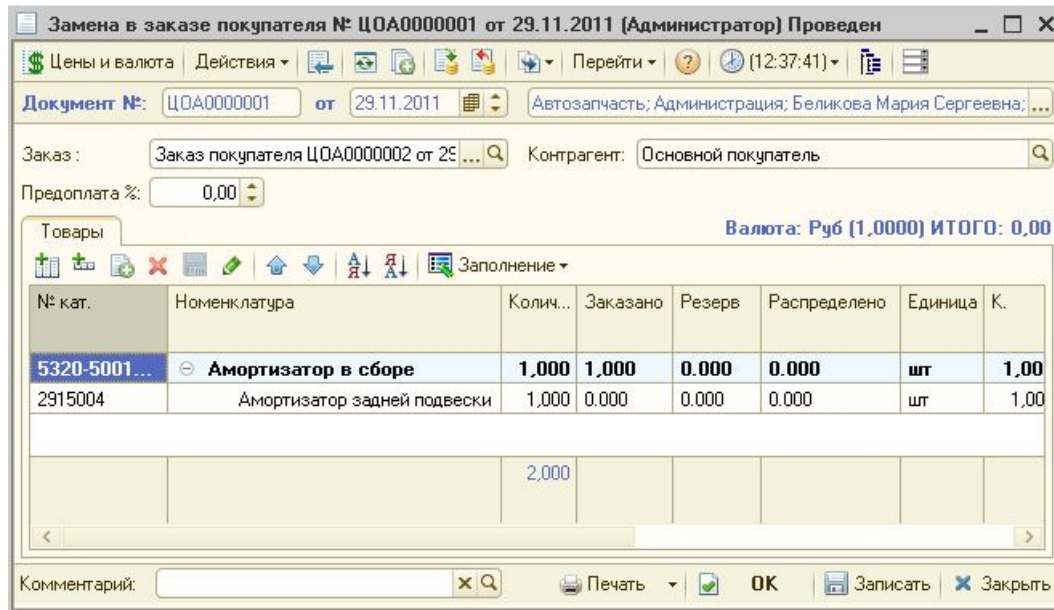 Замена в заказе покупателя № ЦОА0000001 от 29.11.2011 (Администратор) Проведен
Цены и валюта Действия Перейти (12:37:41)
Документ №: ЦОА0000001 от 29.11.2011 Автозапчасть; Администрация; Беликова Мария Сергеевна; ...
Заказ : Заказ покупателя ЦОА0000002 от 29 ... Контрагент: Основной покупатель
Предоплата %: 0,00
Товары Валюта: Руб (1,0000) ИТОГО: 0,00
Заполнение
№ кат. Номенклатура Колич... Заказано Резерв Распределено Единица К.
5320-5001... Амортизатор в сборе 1,000 1,000 0.000 0.000 шт 1,00
2915004 Амортизатор задней подвески 1,000 0.000 0.000 0.000 шт 1,00
2,000
Комментарий: Печать OK Записать Закрыть